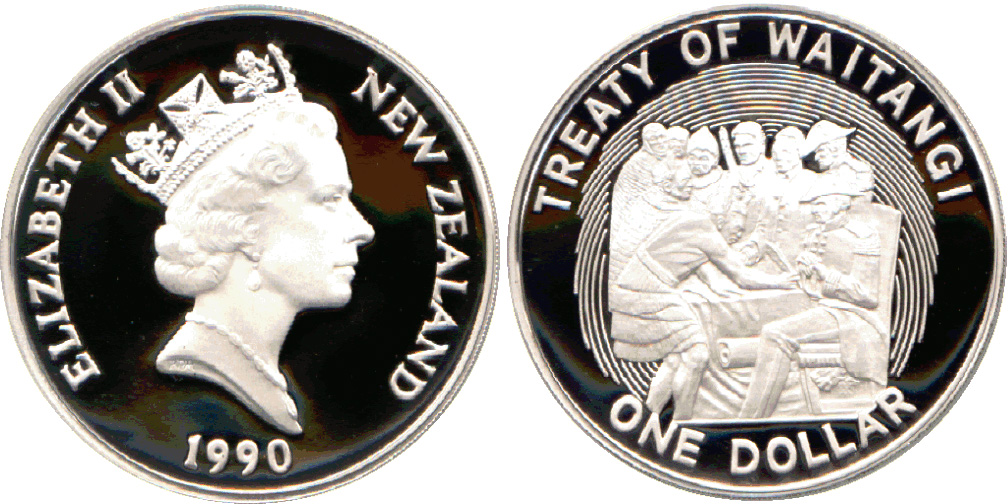 ELIZABETH II
NEW ZEALAND
1990
TREATY OF WAITANGI
ONE DOLLAR